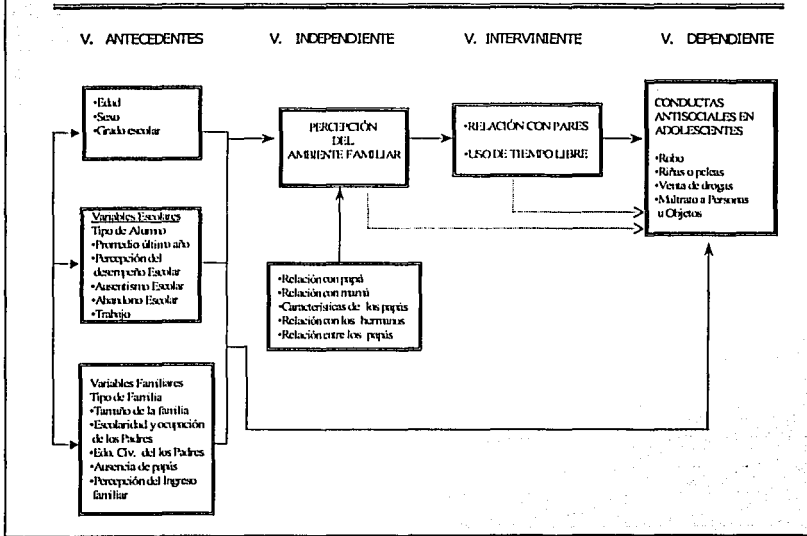 V. ANTECEDENTES
V. INDEPENDIENTE
V. INTERVINIENTE
V. DEPENDIENTE
•Edad
•Sexo
•Grado escolar
Variables Escolares
Tipo de Alumno
•Promedio último año
•Percepción del
desempeño Escolar
•Ausentismo Escolar
•Abandono Escolar
•Trabajo
Variables Familiares
Tipo de Familia
•Tamaño de la familia
•Escolaridad y ocupación
de los Padres
•Edo. Civ. del los Padres
•Ausencia de papás
•Percepción del Ingreso
familiar
PERCEPCIÓN
DEL
AMBIENTE FAMILIAR
•Relación con papá
•Relación con mamá
•Características de los papás
•Relación con los hermanos
•Relación entre los papás
•RELACIÓN CON PARES
•USO DE TIEMPO LIBRE
CONDUCTAS
ANTISOCIALES EN
ADOLESCENTES
•Robo
•Riñas o peleas
•Venta de drogas
•Maltrato a Personas
u Objetos